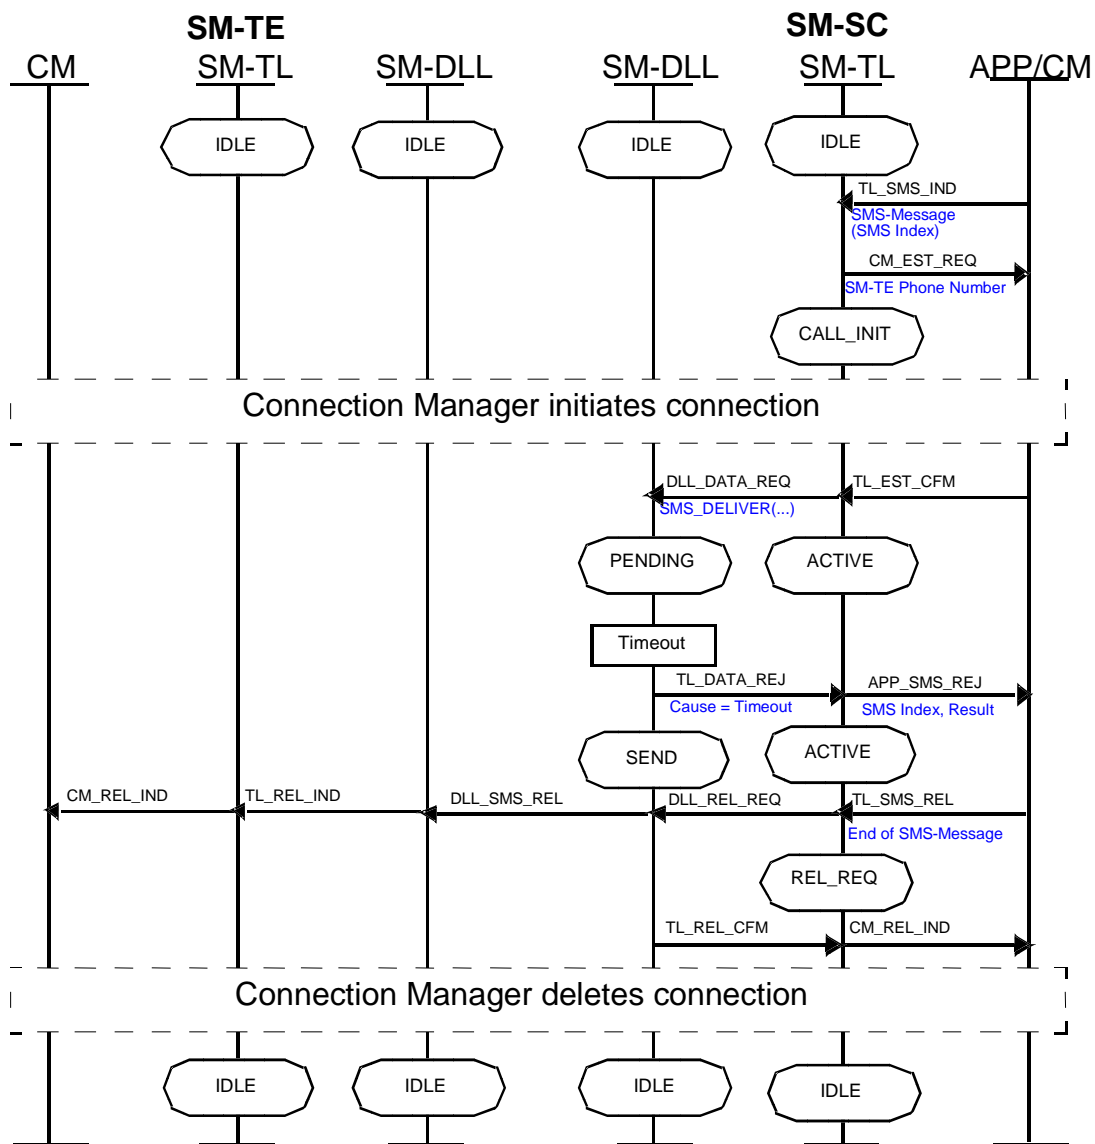 SM-TE
SM-SC
CM
SM-TL
SM-DLL
SM-DLL
SM-TL
APP/CM
IDLE
IDLE
IDLE
IDLE
TL_SMS_IND
SMS-Message
(SMS Index)
CM_EST_REQ
SM-TE Phone Number
CALL_INIT
Connection Manager initiates connection
DLL_DATA_REQ
TL_EST_CFM
SMS_DELIVER(...)
PENDING
ACTIVE
Timeout
TL_DATA_REJ
APP_SMS_REJ
Cause = Timeout
SMS Index, Result
SEND
ACTIVE
CM_REL_IND
TL_REL_IND
DLL_SMS_REL
DLL_REL_REQ
TL_SMS_REL
End of SMS-Message
REL_REQ
TL_REL_CFM
CM_REL_IND
Connection Manager deletes connection
IDLE
IDLE
IDLE
IDLE